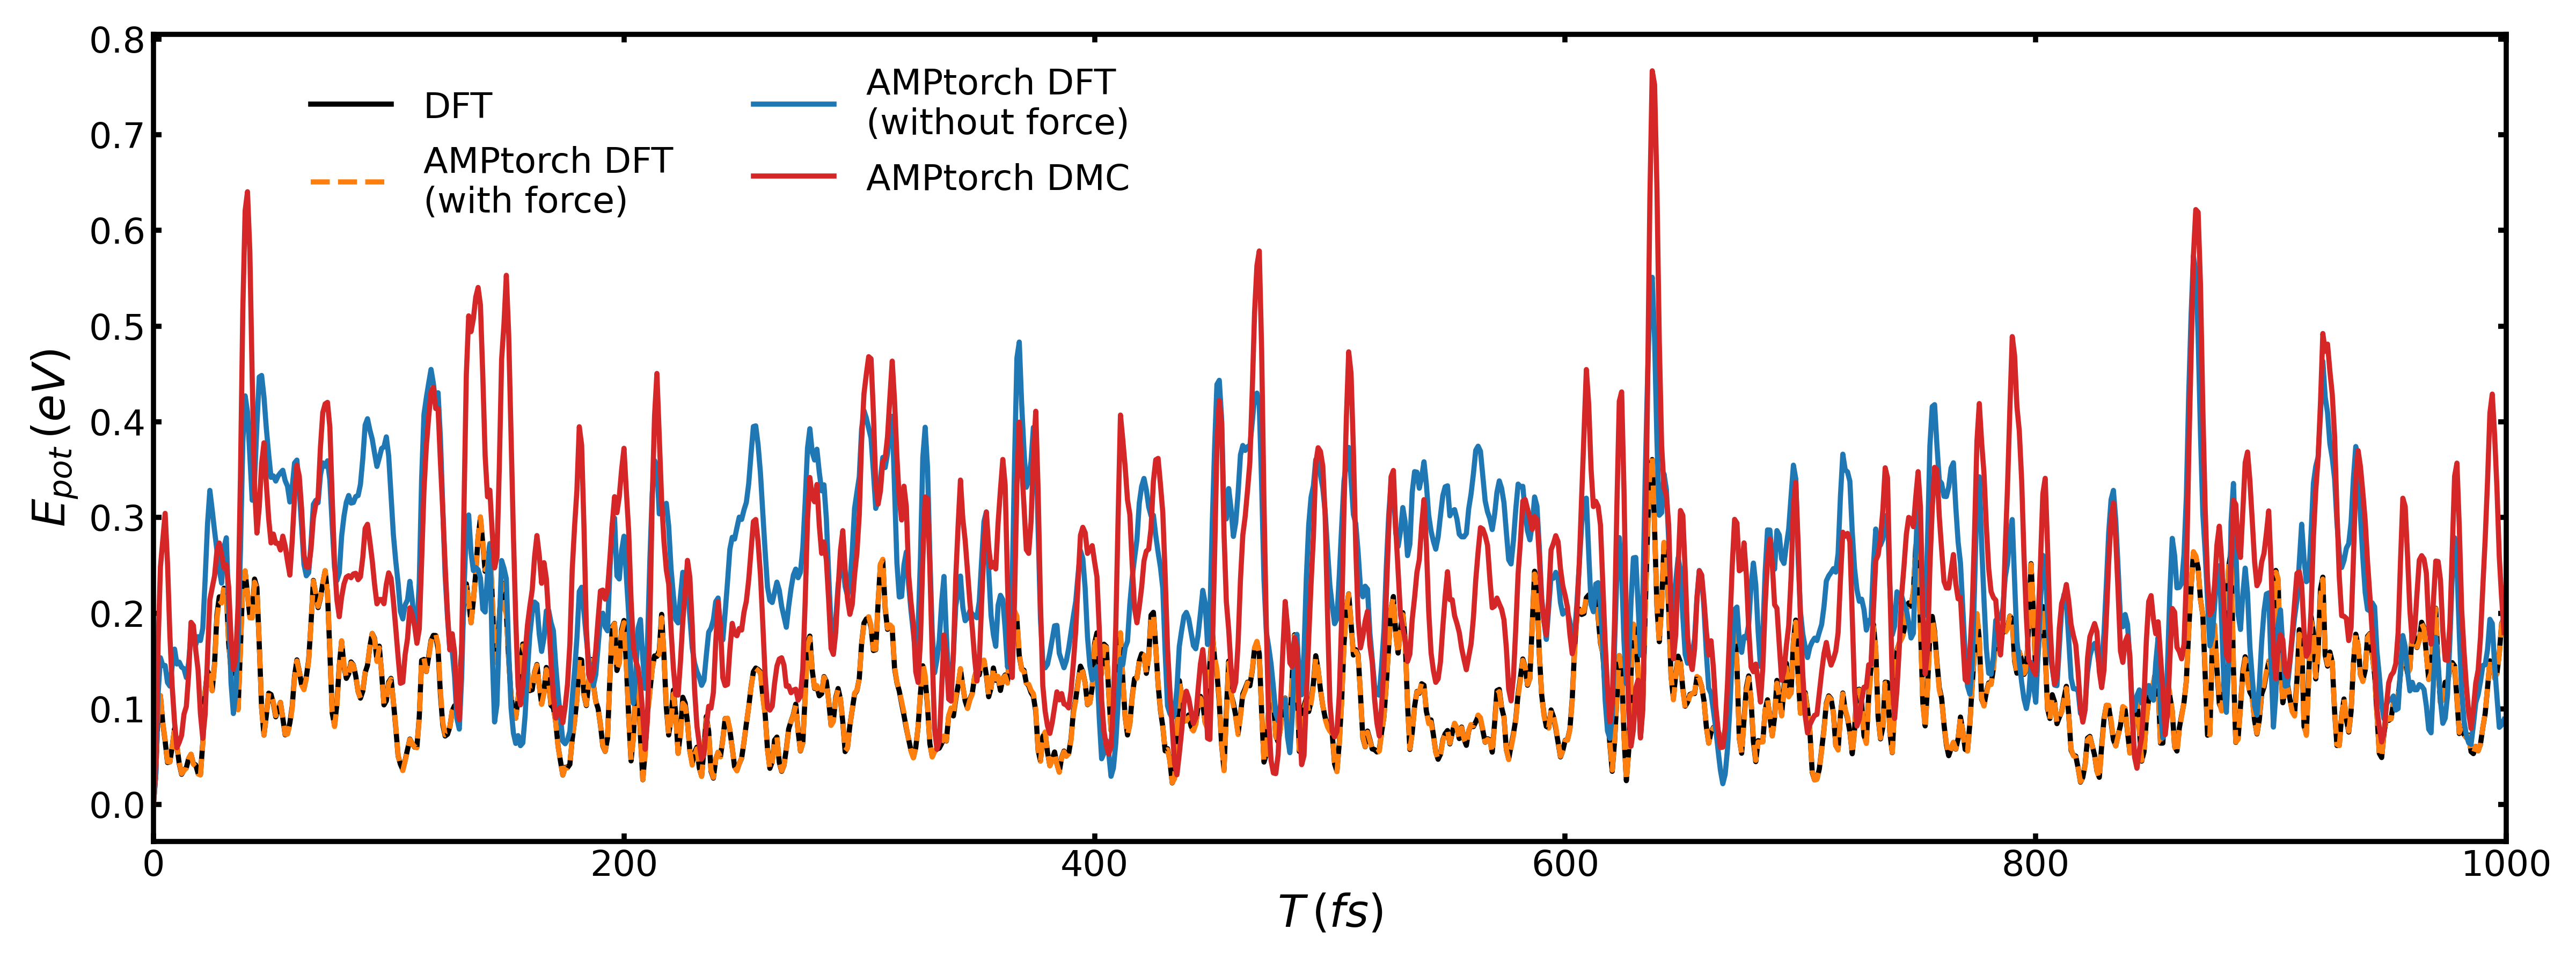 0.8
0.7
0.6
0.5
0.4
0.3
0.2
0.1
0.0
E_pot (eV)
DFT
AMPtorch DFT
(with force)
AMPtorch DFT
(without force)
AMPtorch DMC
0 200 400 600 800 1000
T (fs)